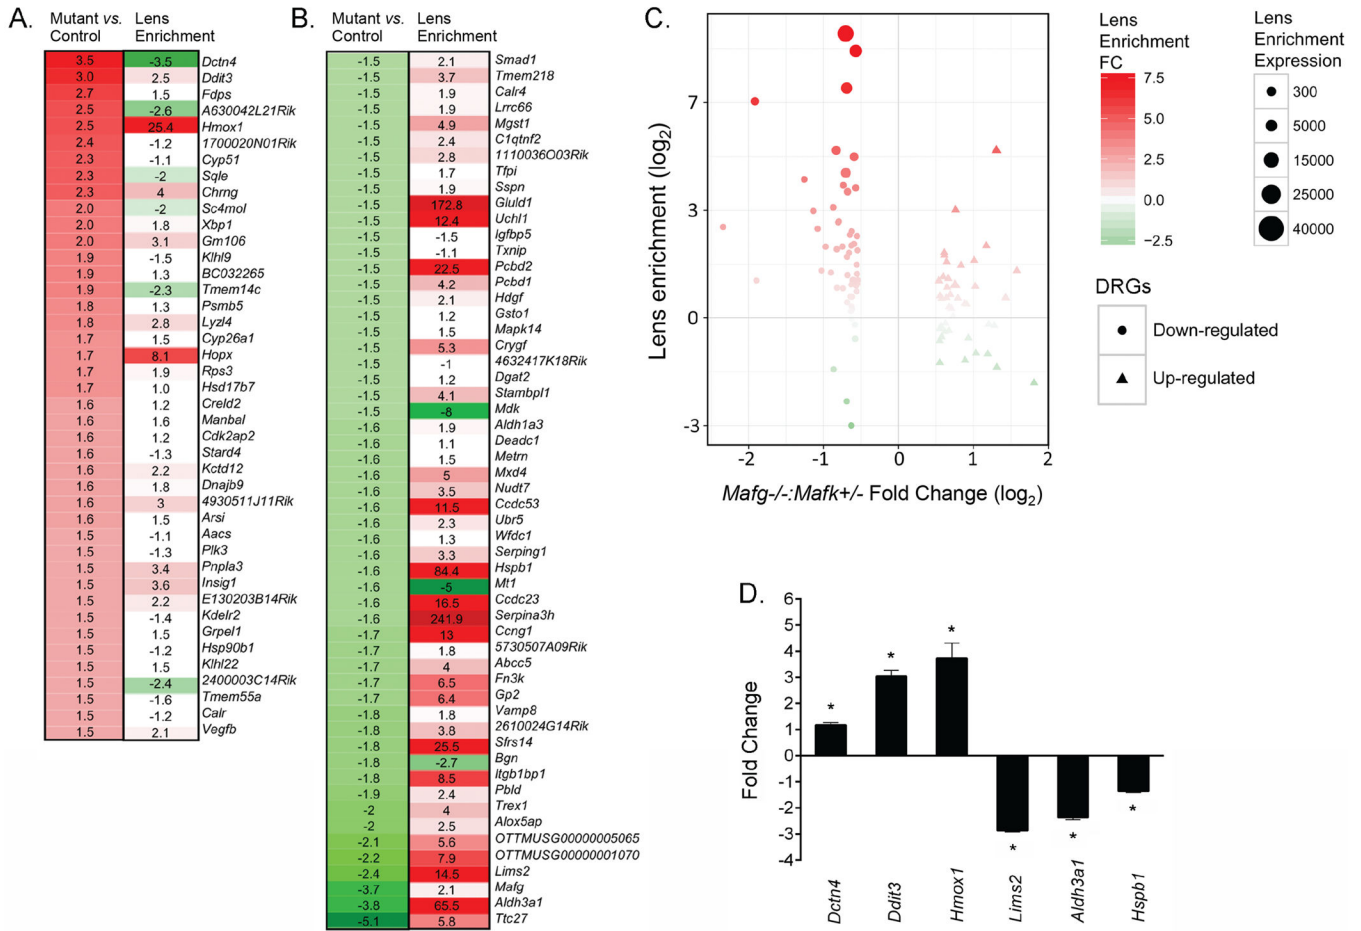 A.
Mutant vs. Lens
Control Enrichment
3.5 -3.5 Dctn4
3.0 2.5 Ddit3
2.7 1.5 Fdps
2.5 -2.6 A630042L21Rik
2.5 25.4 Hmox1
2.4 -1.2 1700020N01Rik
2.3 -1.1 Cyp51
2.3 -2 Sqle
2.3 4 Chrng
2.0 -2 Sc4mol
2.0 1.8 Xbp1
2.0 3.1 Gm106
1.9 -1.5 Klhl9
1.9 1.3 BC032265
1.9 -2.3 Tmem14c
1.8 1.3 Psmb5
1.8 2.8 Lyzl4
1.7 1.5 Cyp26a1
1.7 8.1 Hopx
1.7 1.9 Rps3
1.7 1.0 Hsd17b7
1.6 1.2 Creld2
1.6 1.6 Manbal
1.6 1.2 Cdk2ap2
1.6 -1.3 Stard4
1.6 2.2 Kctd12
1.6 1.8 Dnajb9
1.6 3 4930511J11Rik
1.6 1.5 Arsi
1.6 -1.1 Aacs
1.5 -1.3 Plk3
1.5 3.4 Pnpla3
1.5 3.6 Insig1
1.5 2.2 E130203B14Rik
1.5 -1.4 Kdelr2
1.5 1.5 Grpel1
1.5 -1.2 Hsp90b1
1.5 1.5 Klhl22
1.5 -2.4 2400003C14Rik
1.5 -1.6 Tmem55a
1.5 -1.2 Calr
1.5 2.1 Vegfb
B.
Mutant vs. Lens
Control Enrichment
-1.5 2.1 Smad1
-1.5 3.7 Tmem218
-1.5 1.9 Calr4
-1.5 1.9 Lrrc66
-1.5 4.9 Mgst1
-1.5 2.4 C1qtnf2
-1.5 2.8 1110036O03Rik
-1.5 1.7 Tfpi
-1.5 1.9 Sspn
-1.5 172.8 Gluld1
-1.5 12.4 Uchl1
-1.5 -1.5 Igfbp5
-1.5 -1.1 Txnip
-1.5 22.5 Pcbd2
-1.5 4.2 Pcbd1
-1.5 2.1 Hdgf
-1.5 1.2 Gsto1
-1.5 1.5 Mapk14
-1.5 5.3 Crygf
-1.5 -1 4632417K18Rik
-1.5 1.2 Dgat2
-1.5 4.1 Stambpl1
-1.5 -8 Mdk
-1.6 1.9 Aldh1a3
-1.6 1.1 Deadc1
-1.6 1.5 Metrn
-1.6 5 Mxd4
-1.6 3.5 Nudt7
-1.6 11.5 Ccdc53
-1.6 2.3 Ubr5
-1.6 1.3 Wfdc1
-1.6 3.3 Serping1
-1.6 84.4 Hspb1
-1.6 -5 Mt1
-1.6 16.5 Ccdc23
-1.6 241.9 Serpina3h
-1.7 13 Ccng1
-1.7 1.8 5730507A09Rik
-1.7 4 Abcc5
-1.7 6.5 Fn3k
-1.7 6.4 Gp2
-1.8 1.8 Vamp8
-1.8 3.8 2610024G14Rik
-1.8 25.5 Sfrs14
-1.8 -2.7 Bgn
-1.8 8.5 Itgb1bp1
-1.9 2.4 Pbld
-2 4 Trex1
-2 2.5 Alox5ap
-2.1 5.6 OTTMUSG00000005065
-2.2 7.9 OTTMUSG00000001070
-2.4 14.5 Lims2
-3.7 2.1 Mafg
-3.8 65.5 Aldh3a1
-5.1 5.8 Ttc27
C.
Lens enrichment (log2)
7
3
0
-3
-2 -1 0 1 2
Mafg-/-:Mafk+/- Fold Change (log2)
Lens
Enrichment
FC
7.5
5.0
2.5
0.0
−2.5
Lens
Enrichment
Expression
300
5000
15000
25000
40000
DRGs
Down-regulated
Up-regulated
D.
Fold Change
6
5
4
3
2
1
0
-1
-2
-3
-4
* * * * * *
Dctn4 Ddit3 Hmox1 Lims2 Aldh3a1 Hspb1